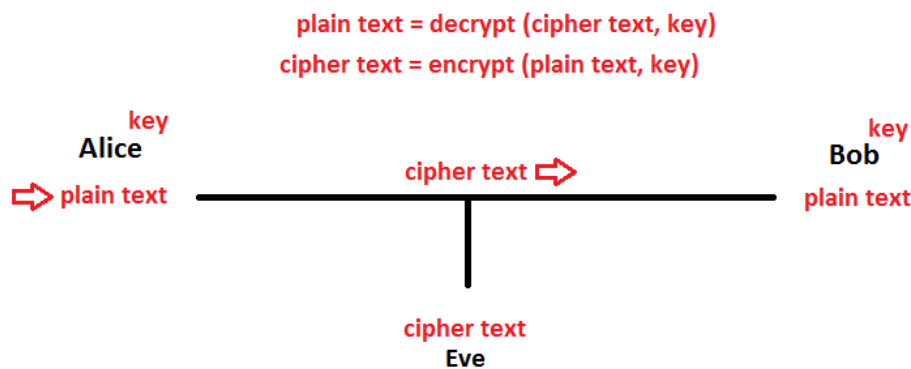 plain text = decrypt (cipher text, key)
cipher text = encrypt (plain text, key)
key
Alice
plain text
cipher text
key
Bob
plain text
cipher text
Eve